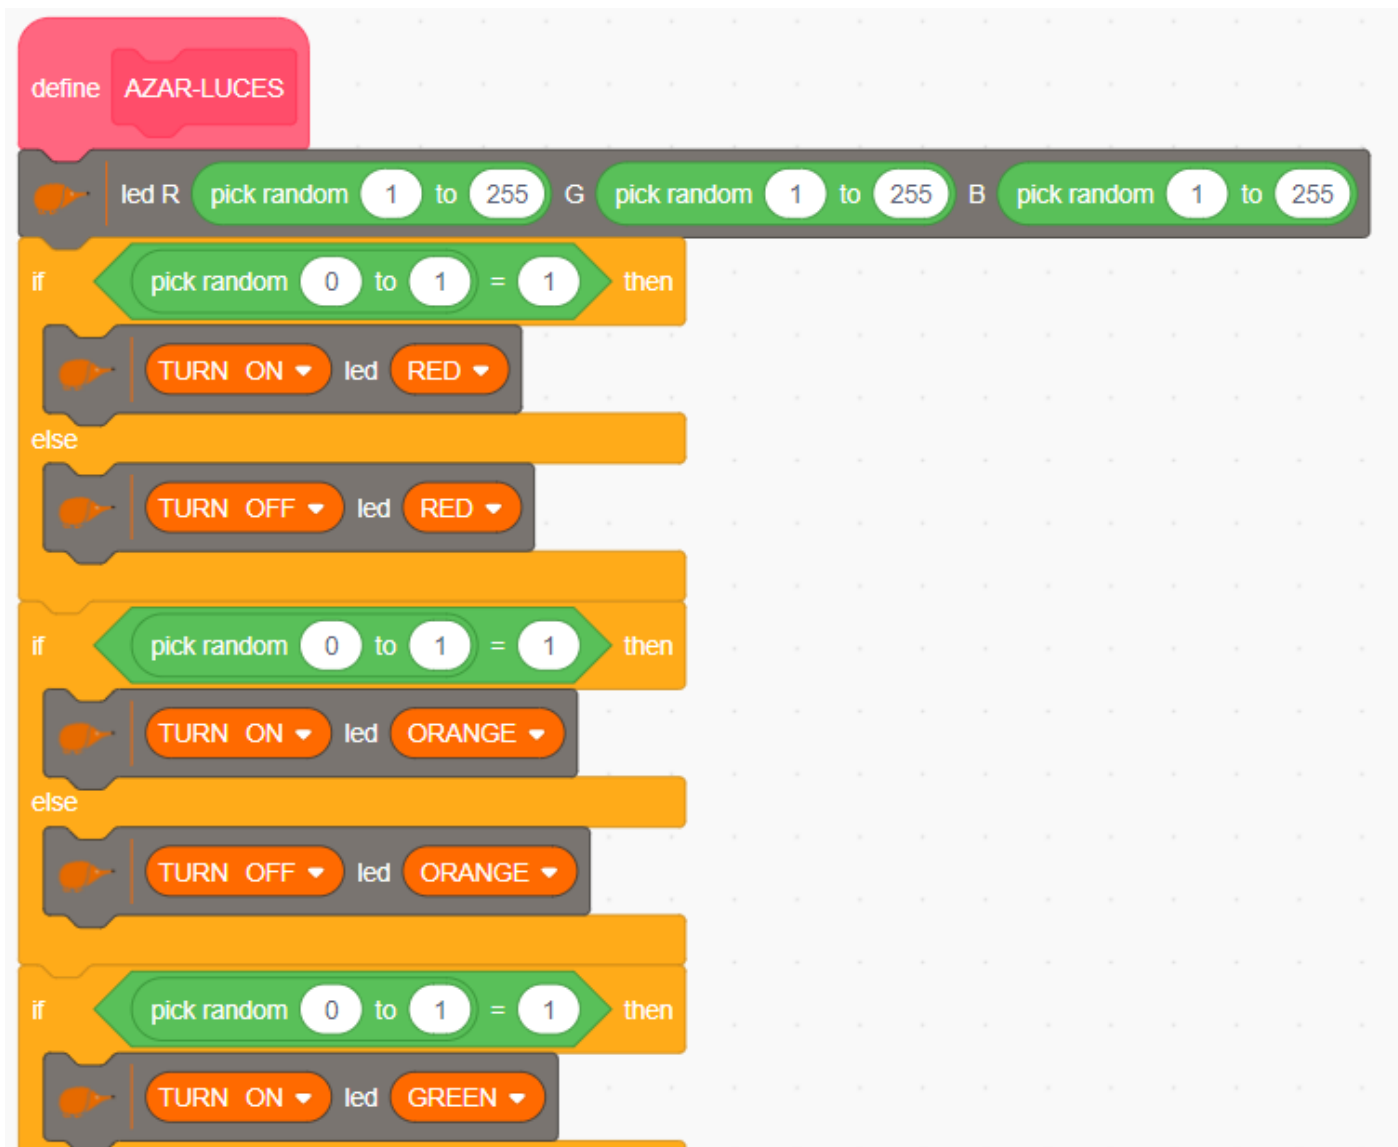 define AZAR-LUCES
led R pick random 1 to 255 G pick random 1 to 255 B pick random 1 to 255
if pick random 0 to 1 = 1 then
TURN ON led RED
else
TURN OFF led RED
if pick random 0 to 1 = 1 then
TURN ON led ORANGE
else
TURN OFF led ORANGE
if pick random 0 to 1 = 1 then
TURN ON led GREEN